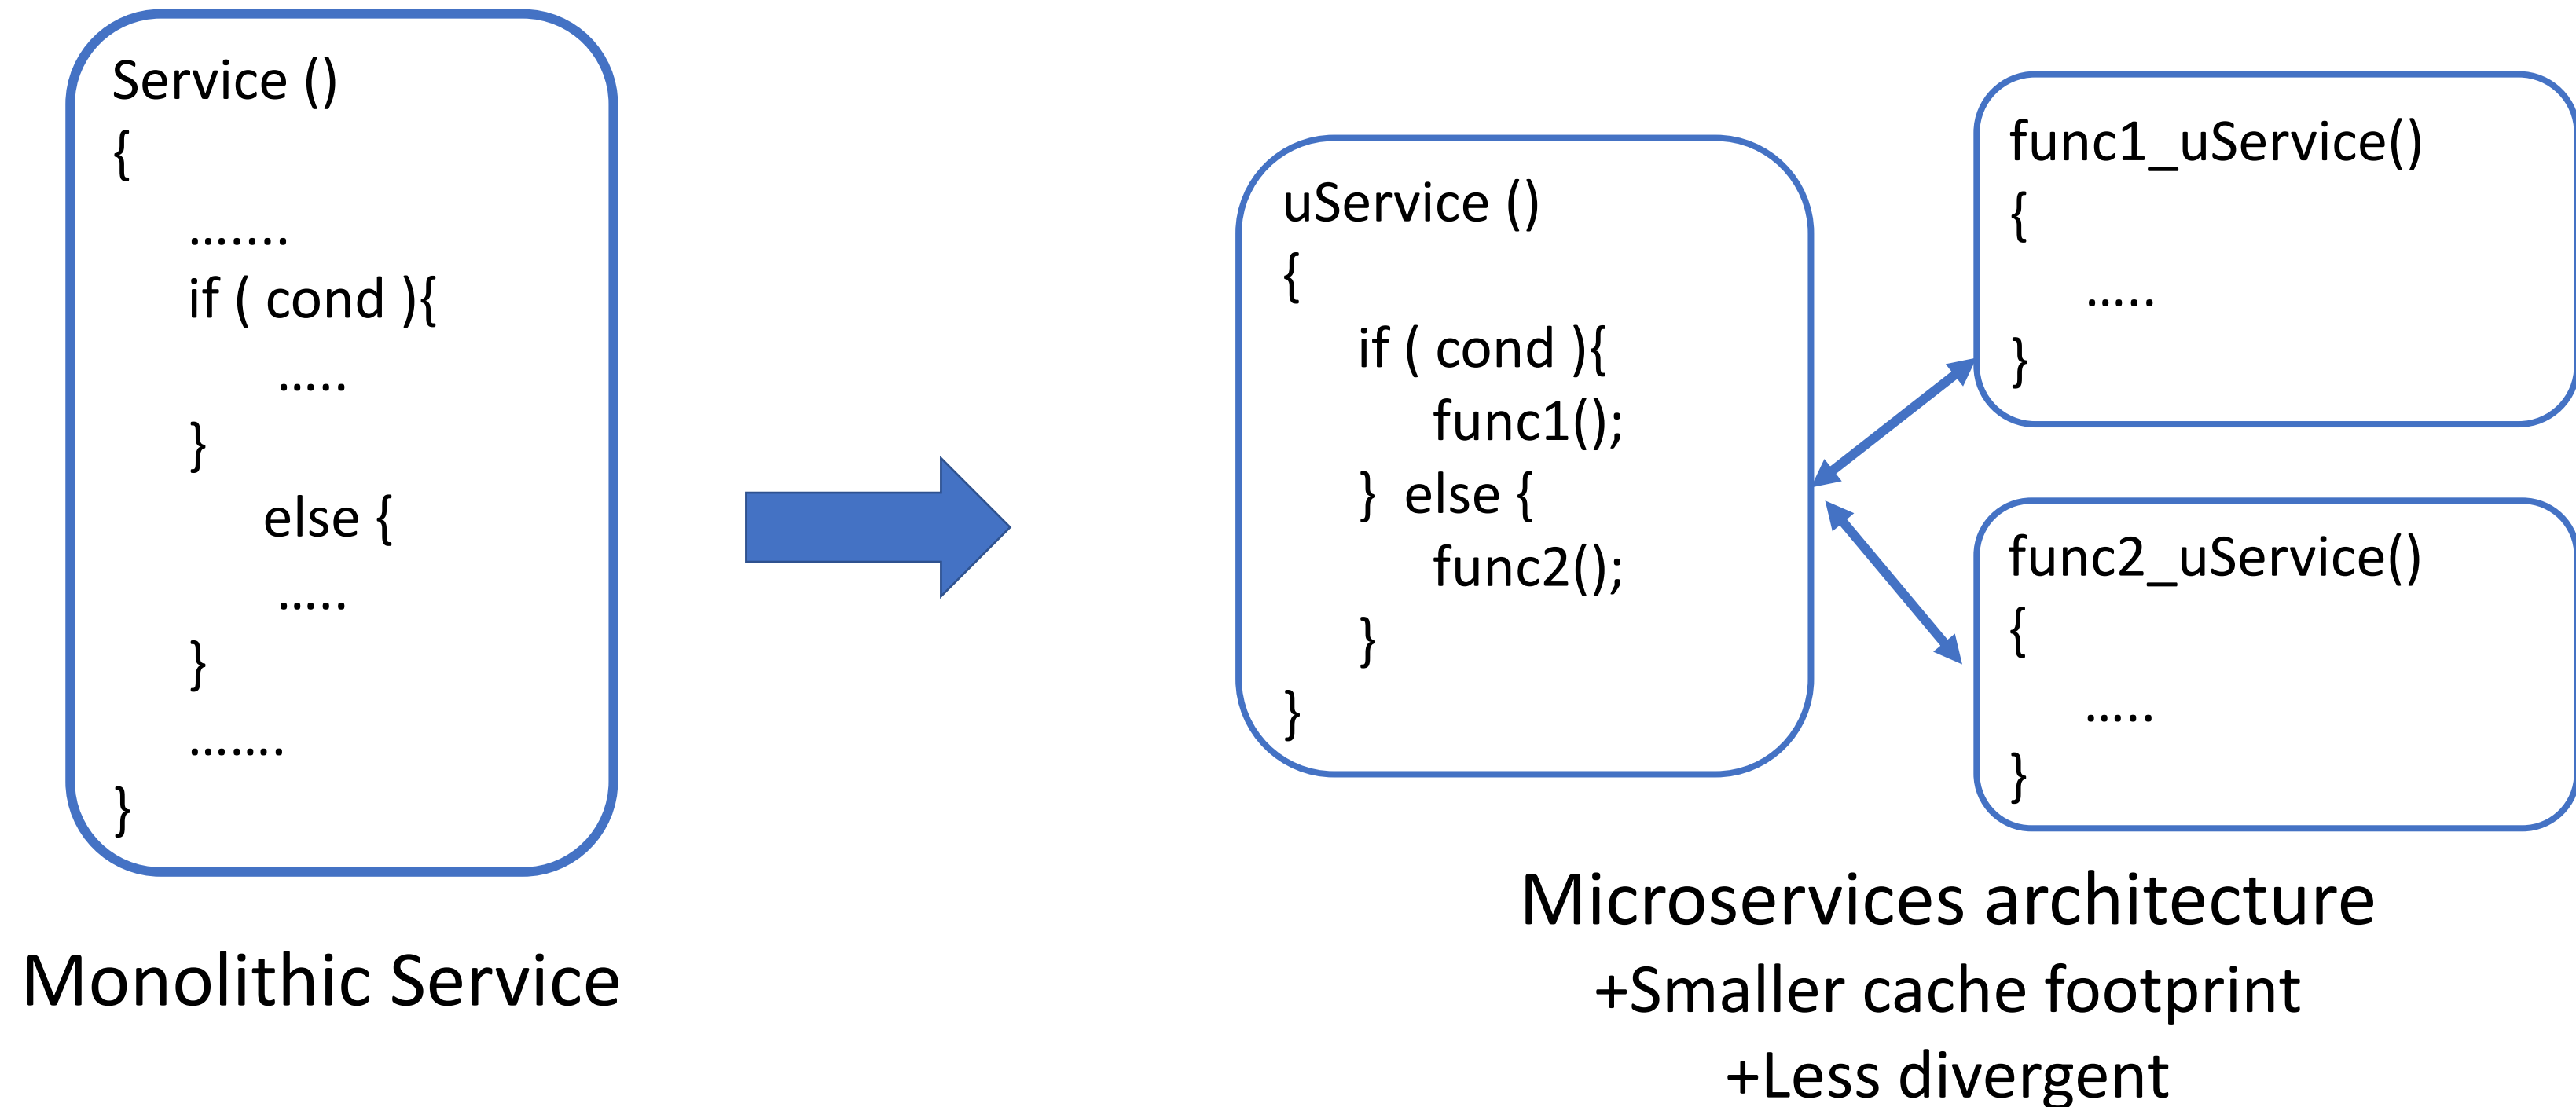 Service ()
{
…….
if ( cond ){
…..
}
else {
…..
}
…….
}
Monolithic Service
uService ()
{
if ( cond ){
func1();
} else {
func2();
}
}
func1_uService()
{
…..
}
func2_uService()
{
…..
}
Microservices architecture
+Smaller cache footprint
+Less divergent